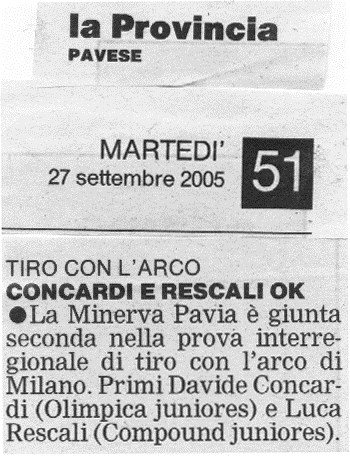 la Provincia
PAVESE
MARTEDI'
27 settembre 2005
51
TIRO CON L'ARCO
CONCARDI E RESCALI OK
●La Minerva Pavia è giunta
seconda nella prova interre-
gionale di tiro con l'arco di
Milano. Primi Davide Concar-
di (Olimpica juniores) e Luca
Rescali (Compound juniores).